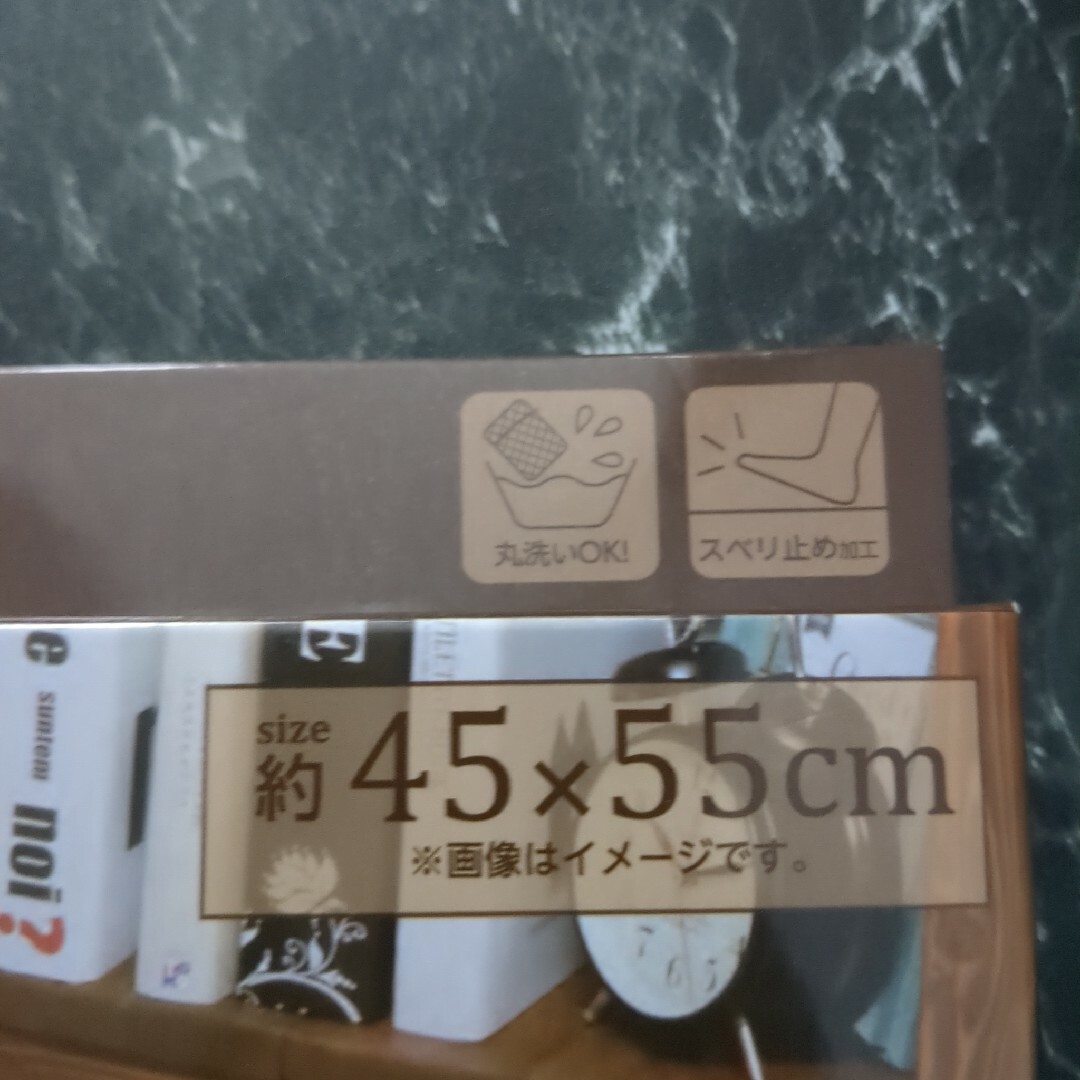 丸洗いOK!
スベリ止め加工
size
約 45×55cm
※画像はイメージです。
E
e
noi?